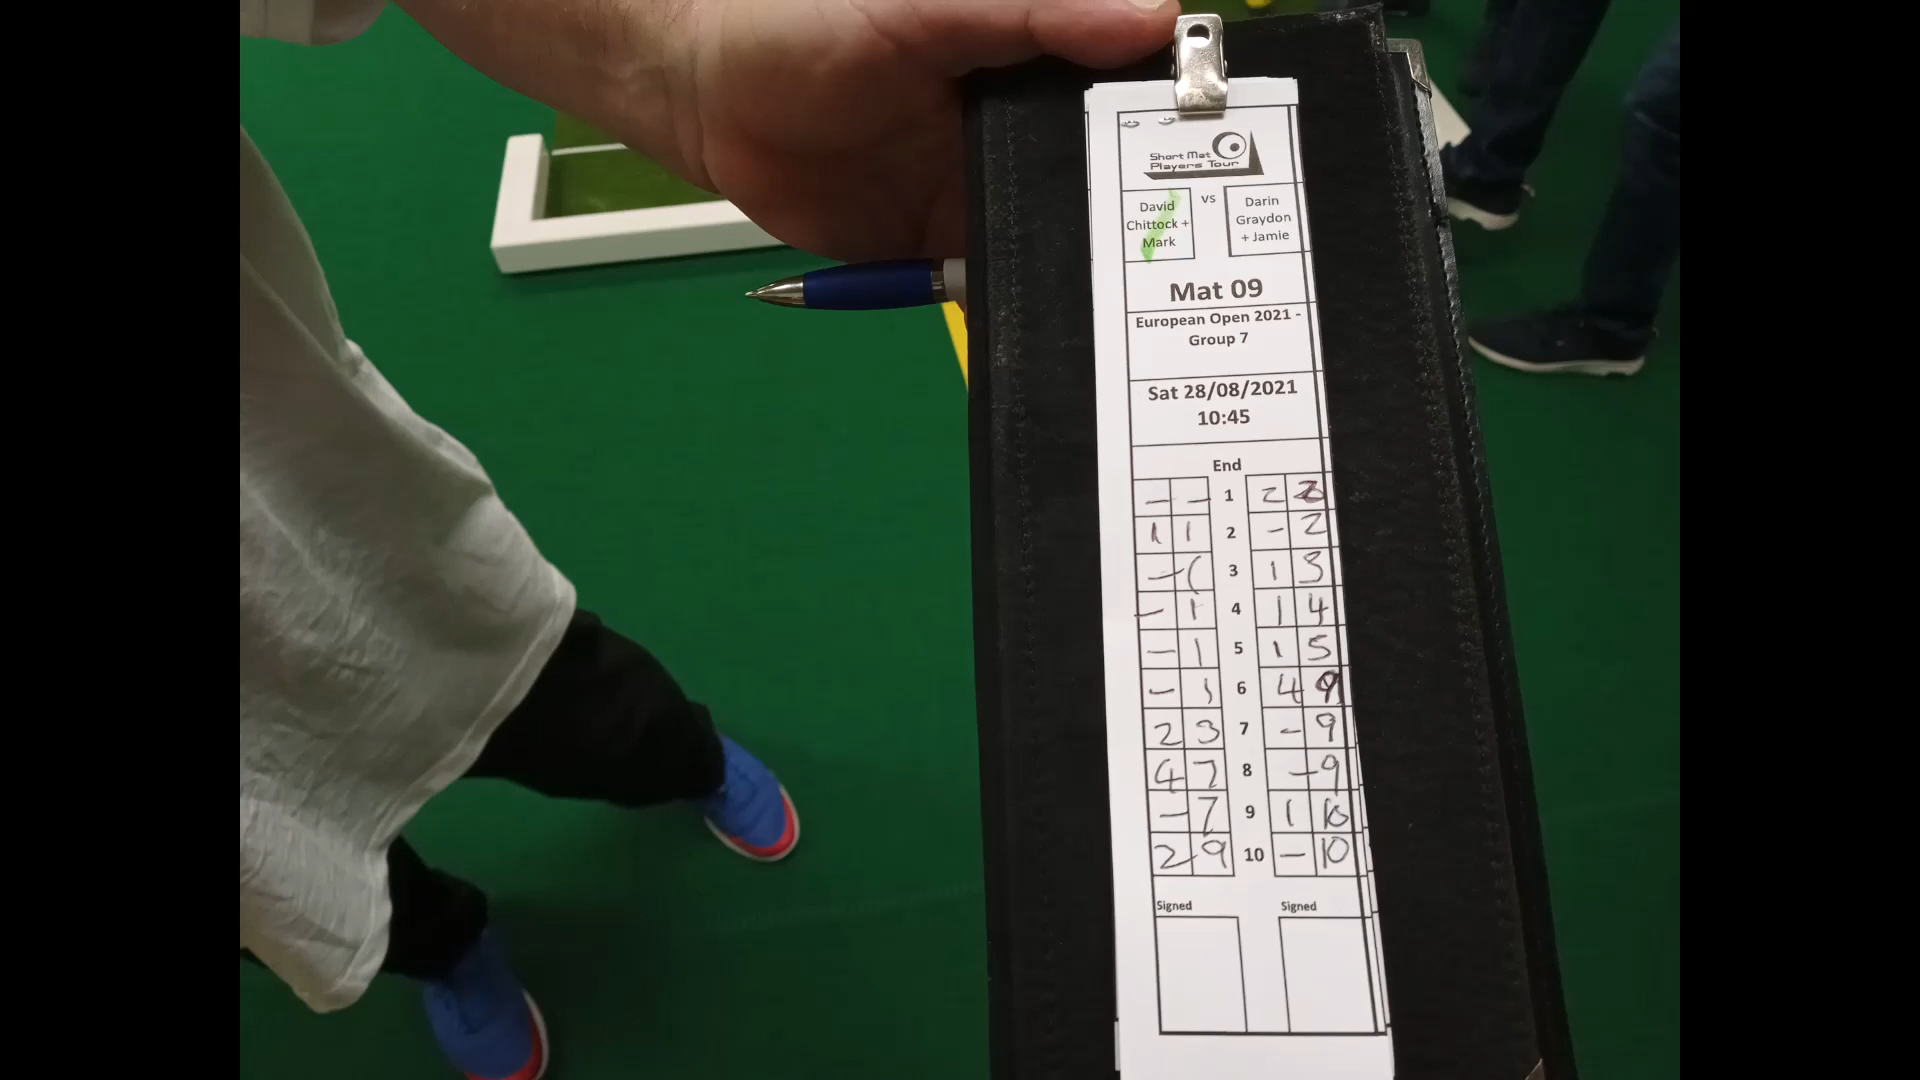 Short Mat
Players Tour
David
Chittock +
Mark
vs
Darin
Graydon
+ Jamie
Mat 09
European Open 2021 -
Group 7
Sat 28/08/2021
10:45
End
- - 1 2 2
1 1 2 - 2
- 1 3 1 3
- 1 4 1 4
- 1 5 1 5
- 1 6 4 9
2 3 7 - 9
4 7 8 - 9
- 7 9 1 10
2 9 10 - 10
Signed Signed